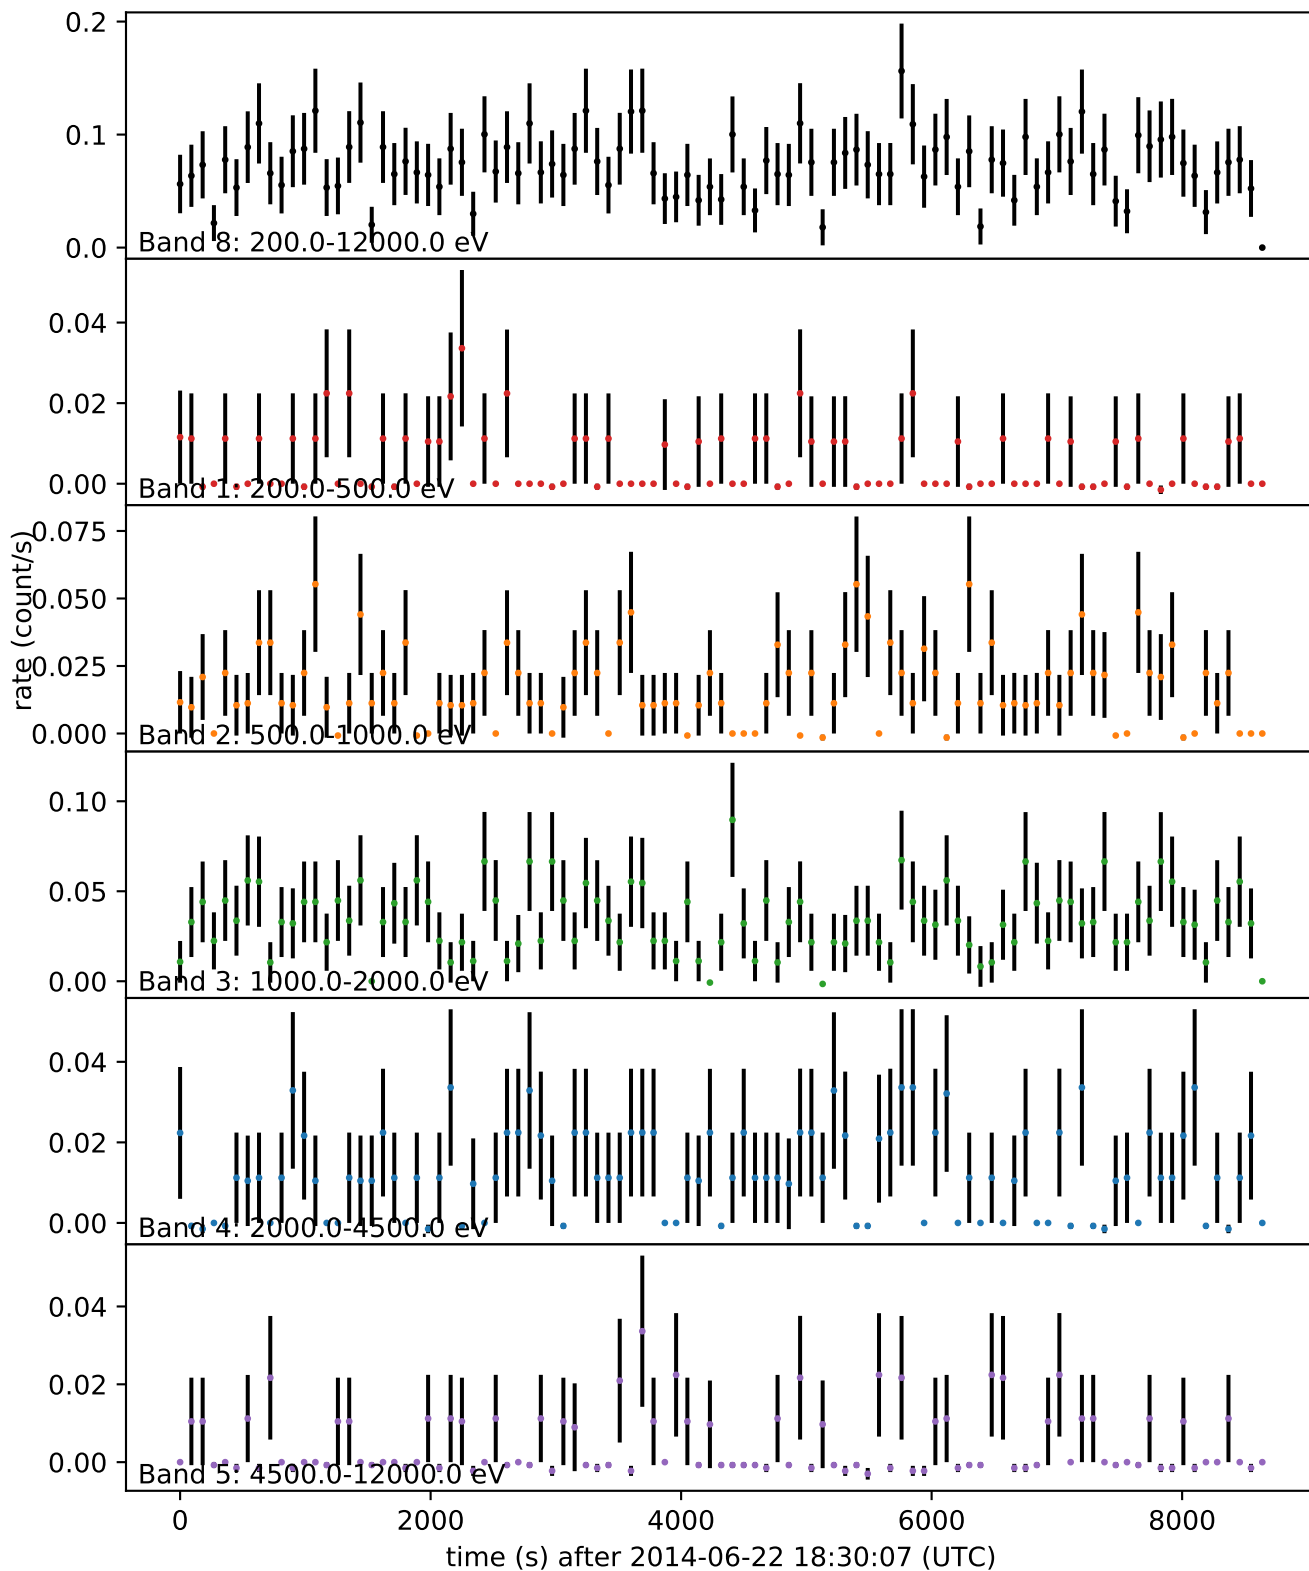 0.2
0.1
0.0
Band 8: 200.0-12000.0 eV
0.04
0.02
0.00
Band 1: 200.0-500.0 eV
rate (count/s)
0.075
0.050
0.025
0.000
Band 2: 500.0-1000.0 eV
0.10
0.05
0.00
Band 3: 1000.0-2000.0 eV
0.04
0.02
0.00
Band 4: 2000.0-4500.0 eV
0.04
0.02
0.00
Band 5: 4500.0-12000.0 eV
0 2000 4000 6000 8000
time (s) after 2014-06-22 18:30:07 (UTC)